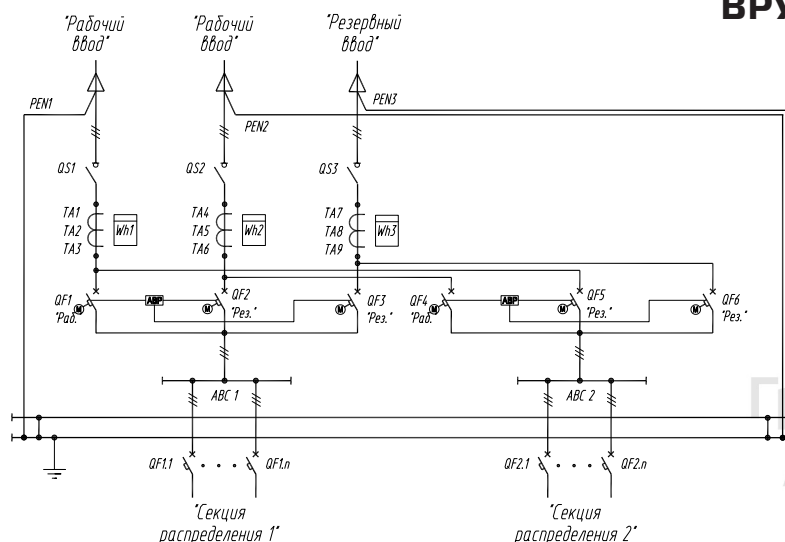 ВРУ
"Рабочий
ввод"
"Рабочий
ввод"
"Резервный
ввод"
PEN1
PEN2
PEN3
QS1
QS2
QS3
TA1
TA2
TA3
Wh1
TA4
TA5
TA6
Wh2
TA7
TA8
TA9
Wh3
QF1
"Раб."
М
АВР
QF2
"Рез."
М
QF3
"Рез."
М
QF4
"Раб."
М
АВР
QF5
"Рез."
М
QF6
"Рез."
М
ABC 1
ABC 2
QF1.1
QF1.n
QF2.1
QF2.n
"Секция
распределения 1"
"Секция
распределения 2"